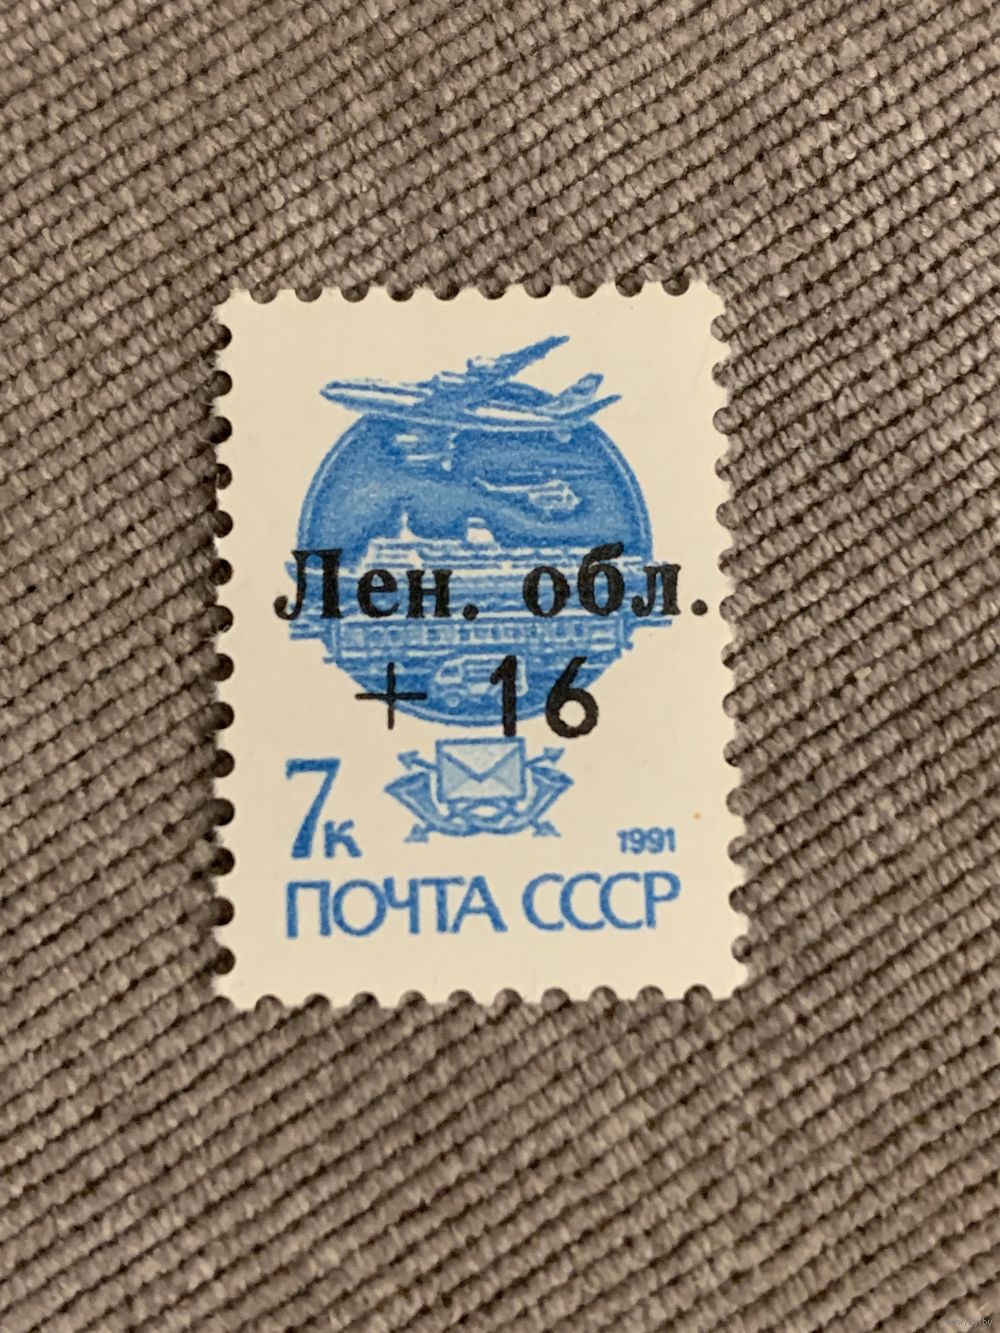 Лен. обл.
+ 16
7к
1991
ПОЧТА СССР